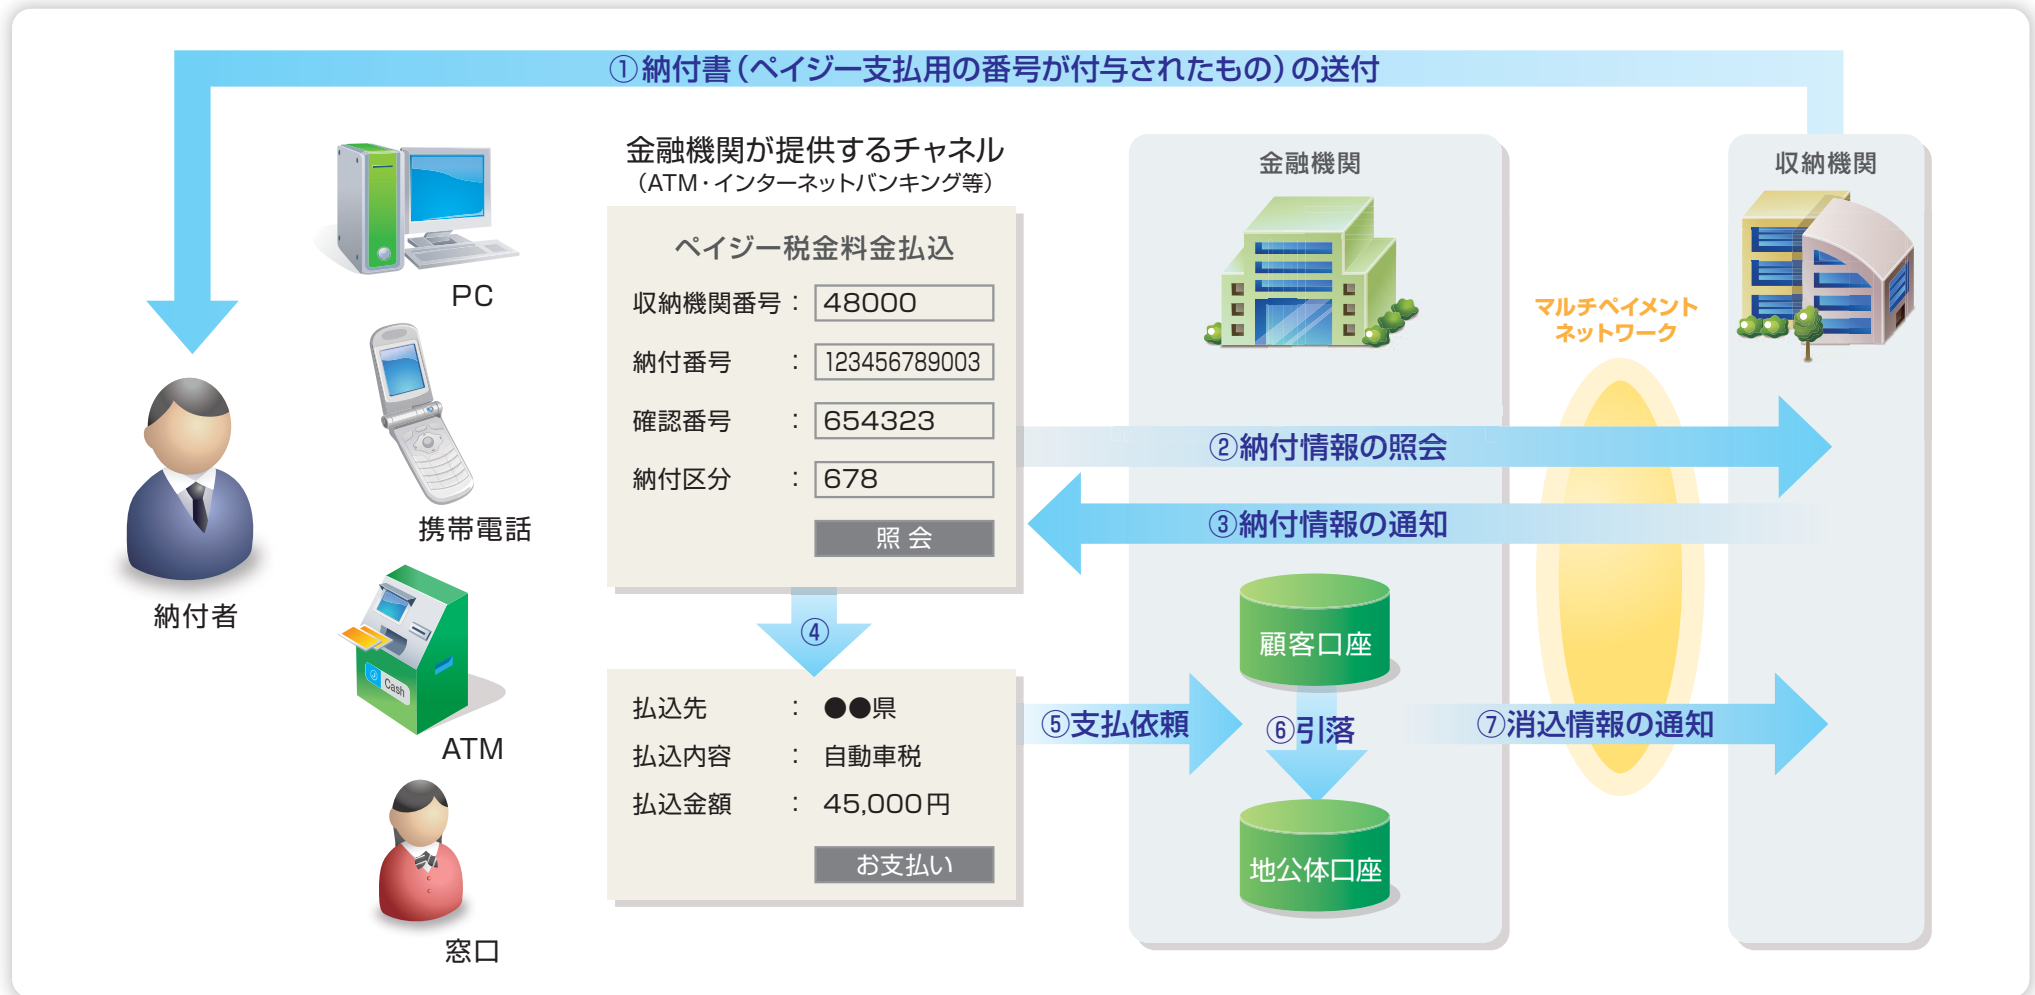 ①納付書(ペイジー支払用の番号が付与されたもの)の送付
PC
携帯電話
納付者
Cash
ATM
窓口
金融機関が提供するチャネル
(ATM・インターネットバンキング等)
ペイジー税金料金払込
収納機関番号: 48000
納付番号 : 123456789003
確認番号 : 654323
納付区分 : 678
照会
④
払込先 : ●●県
払込内容 : 自動車税
払込金額 : 45,000円
お支払い
金融機関
収納機関
マルチペイメント
ネットワーク
②納付情報の照会
③納付情報の通知
顧客口座
⑤支払依頼
⑥引落
⑦消込情報の通知
地公体口座